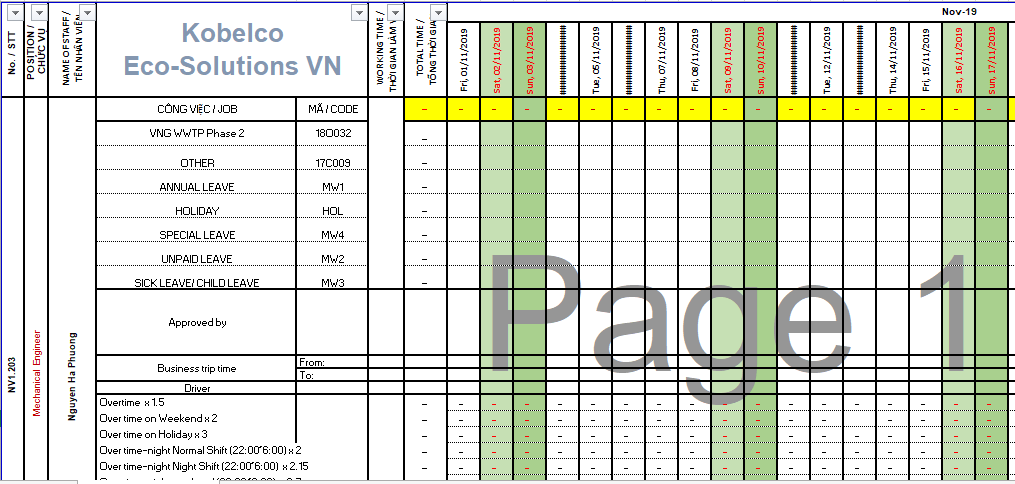 Nov-19
No. / STT
POSITION / CHỨC VỤ
NAME OF STAFF / TÊN NHÂN VIÊN
Kobelco
Eco-Solutions VN
WORKING TIME /
THỜI GIAN LÀM V
TOTAL TIME /
TỔNG THỜI GIA
Fri, 01/11/2019
Sat, 02/11/2019
Sun, 03/11/2019
Tue, 05/11/2019
Thu, 07/11/2019
Fri, 08/11/2019
Sat, 09/11/2019
Sun, 10/11/2019
Tue, 12/11/2019
Thu, 14/11/2019
Fri, 15/11/2019
Sat, 16/11/2019
Sun, 17/11/2019
CÔNG VIỆC / JOB MÃ / CODE – – – – – – – – – – – – – – – – – –
VNG WWTP Phase 2 18O032 –
OTHER 17C009 –
ANNUAL LEAVE MW1 –
HOLIDAY HOL –
SPECIAL LEAVE MW4 –
UNPAID LEAVE MW2 –
SICK LEAVE/ CHILD LEAVE MW3 –
Page 1
Approved by
NV1.203
Mechanical Engineer
Nguyen Ha Phuong
Business trip time From:
To:
Driver
Overtime x 1.5 – – – – – – – – – – – – – – – – – –
Over time on Weekend x 2 – – – – – – – – – – – – – – – – – –
Over time on Holiday x 3 – – – – – – – – – – – – – – – – – –
Over time-night Normal Shift (22:00~6:00) x 2 – – – – – – – – – – – – – – – – – –
Over time-night Night Shift (22:00~6:00) x 2.15 – – – – – – – – – – – – – – – – – –